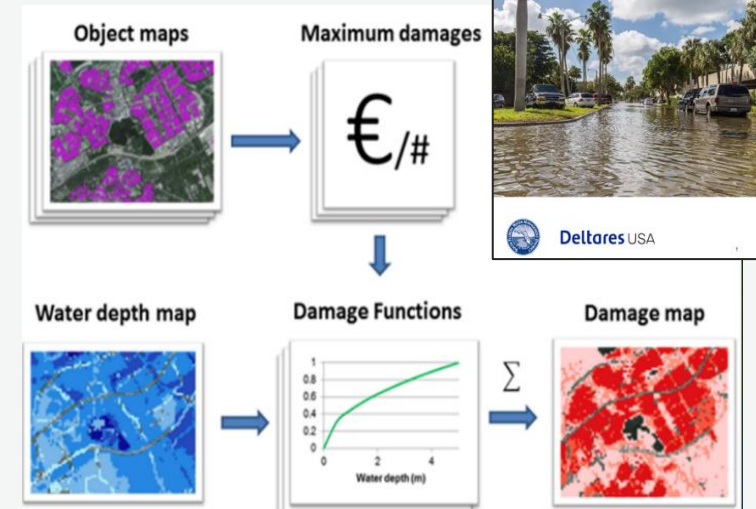 Object maps
Maximum damages
€/#
Deltares USA
Water depth map
Damage Functions
Damage map
1
0.8
0.6
0.4
0.2
0
0
2
4
Water depth (m)
∑